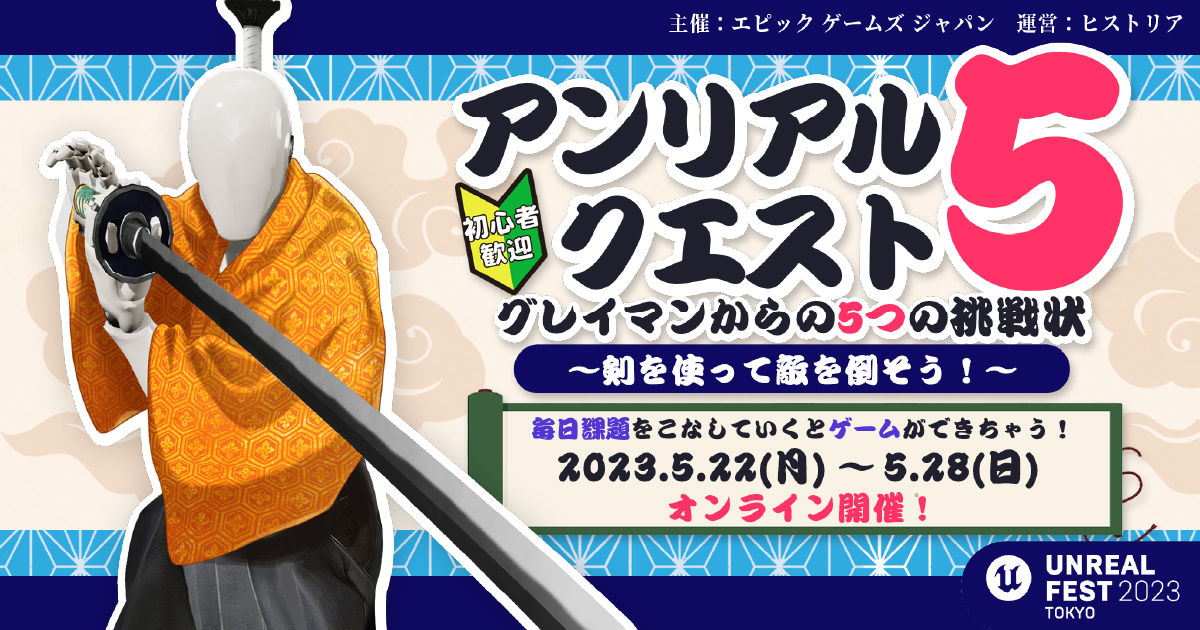 主催：エピック ゲームズ ジャパン　運営：ヒストリア
アンリアル
クエスト5
初心者
歓迎
グレイマンからの5つの挑戦状
～剣を使って敵を倒そう！～
毎日課題をこなしていくとゲームができちゃう！
2023.5.22(月) ～ 5.28(日)
オンライン開催！
UNREAL
FEST 2023
TOKYO